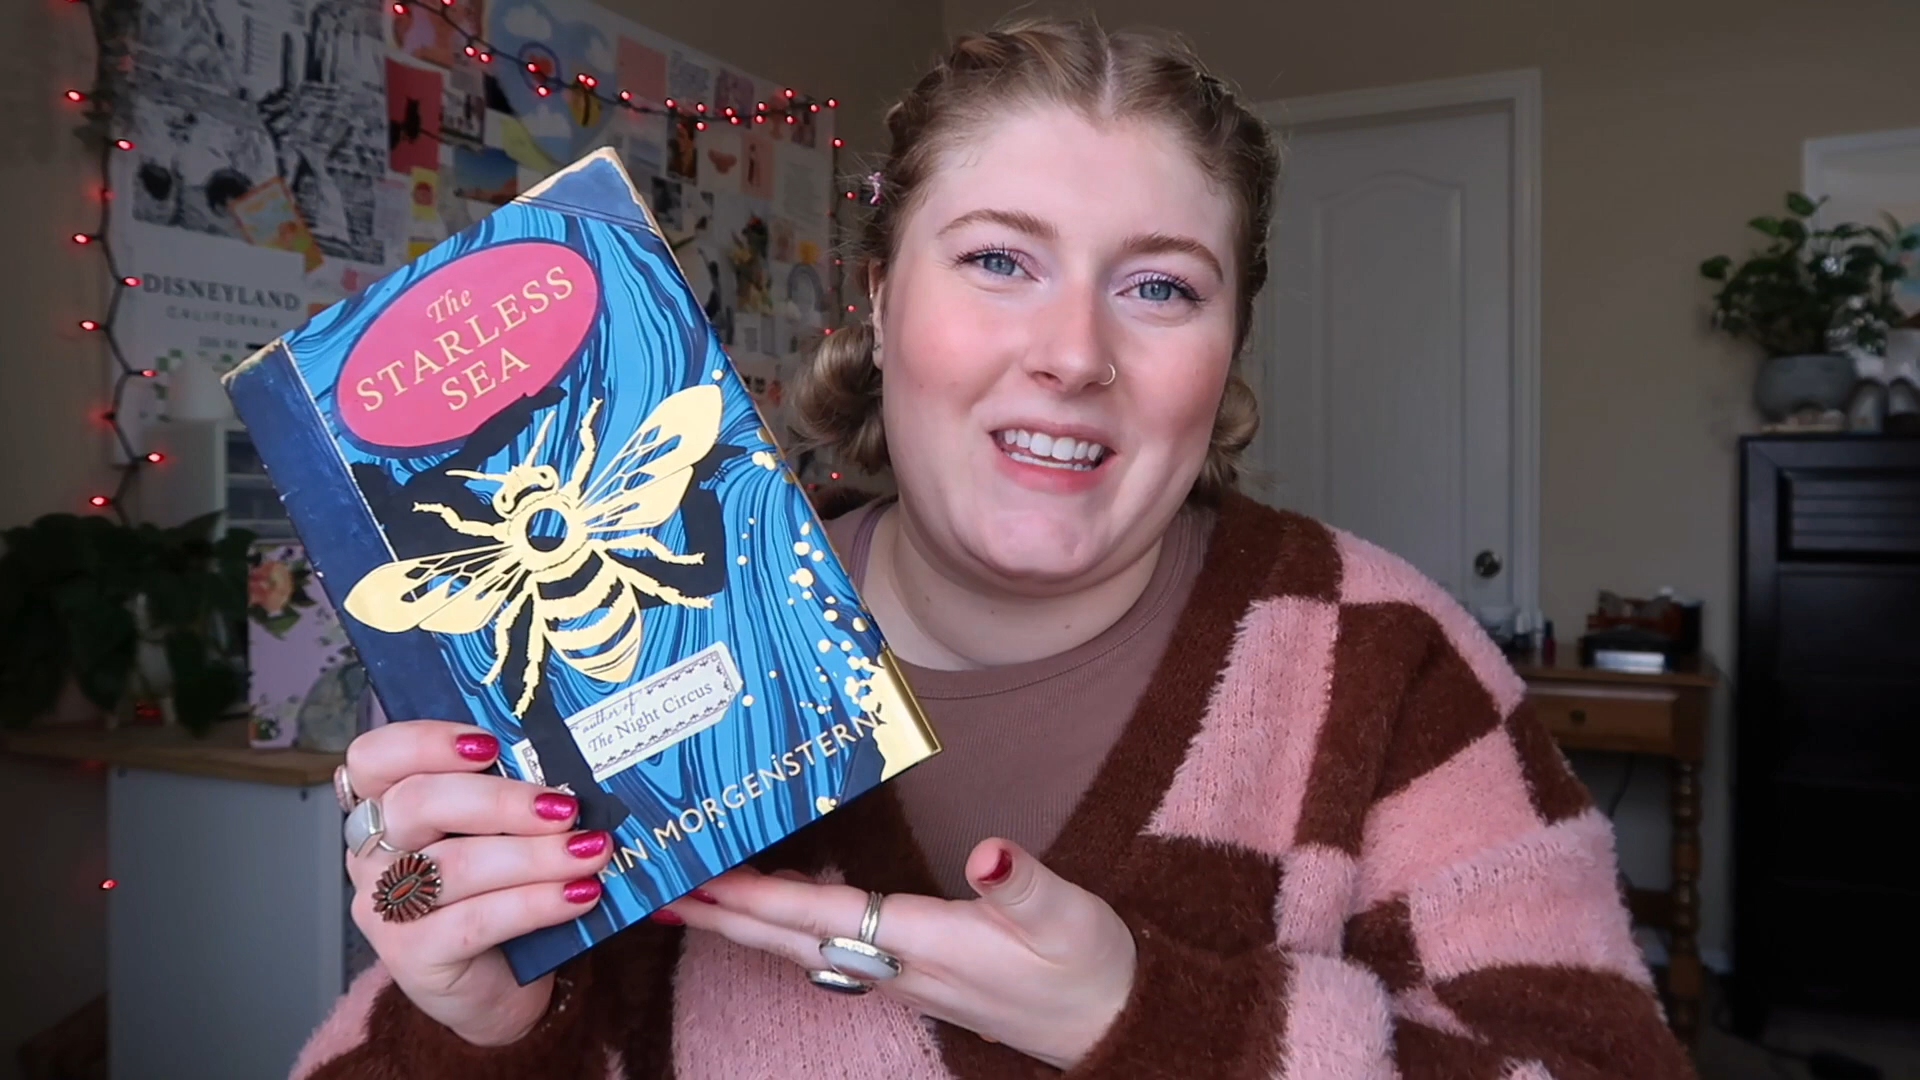 DISNEYLAND
CALIFORNIA
The
STARLESS
SEA
author of
The Night Circus
RIN MORGENSTERN